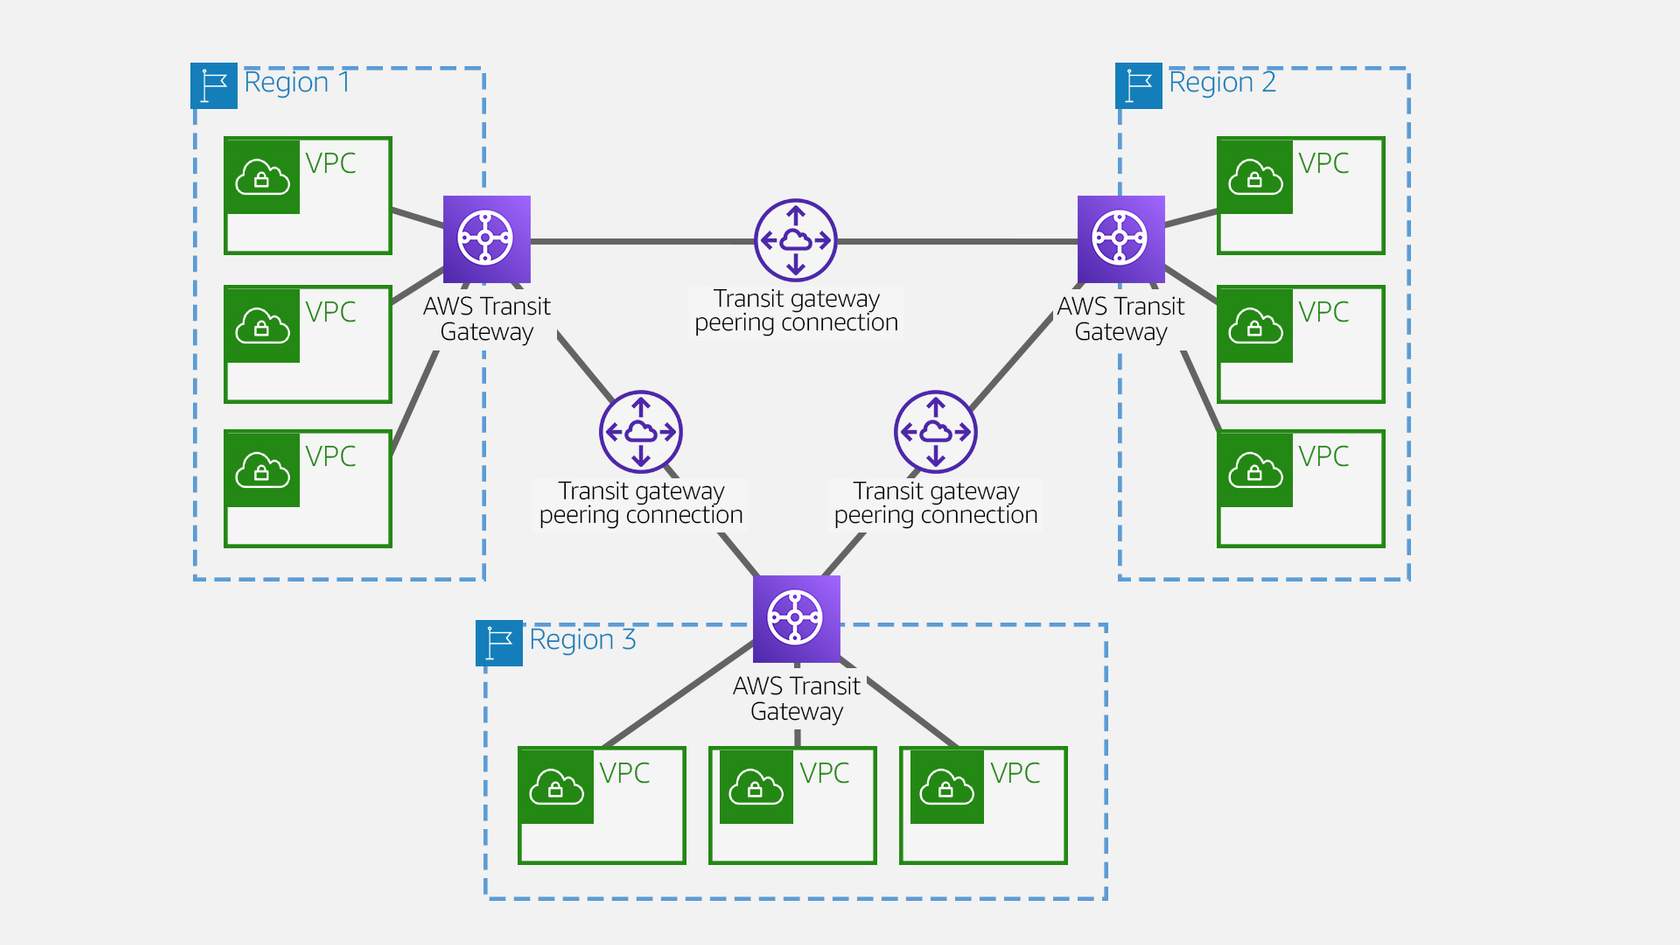 Region 1
VPC
VPC
VPC
AWS Transit
Gateway
Transit gateway
peering connection
Region 2
VPC
VPC
VPC
AWS Transit
Gateway
Transit gateway
peering connection
Transit gateway
peering connection
Region 3
AWS Transit
Gateway
VPC
VPC
VPC